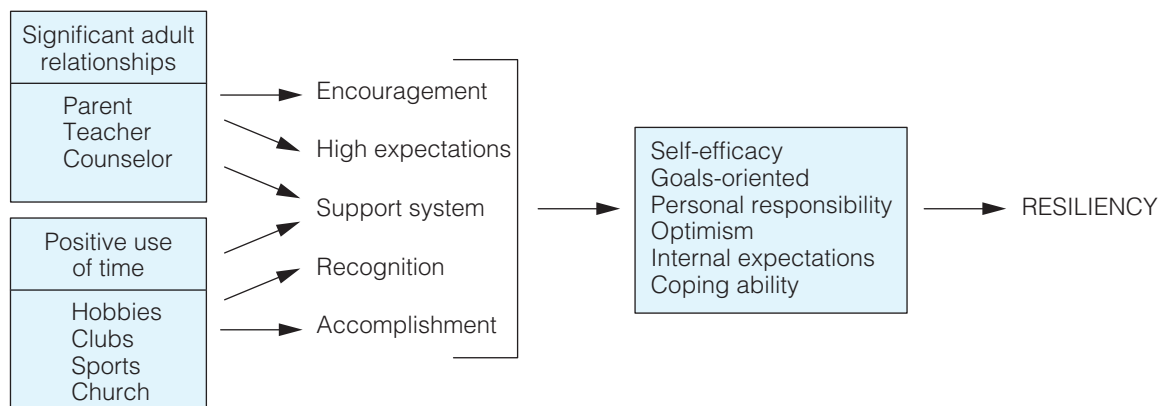 Significant adult
relationships
Parent
Teacher
Counselor
Positive use
of time
Hobbies
Clubs
Sports
Church
Encouragement
High expectations
Support system
Recognition
Accomplishment
Self-efficacy
Goals-oriented
Personal responsibility
Optimism
Internal expectations
Coping ability
RESILIENCY